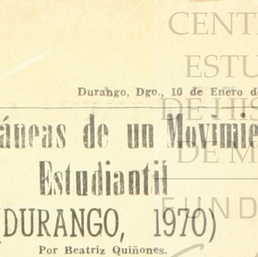 CENT
ESTU
Durango, Dgo., 10 de Enero de
DE HIS
áneas de un Movimie
DE M
Estudiantil
FUND
(DURANGO, 1970)
Por Beatriz Quiñones.